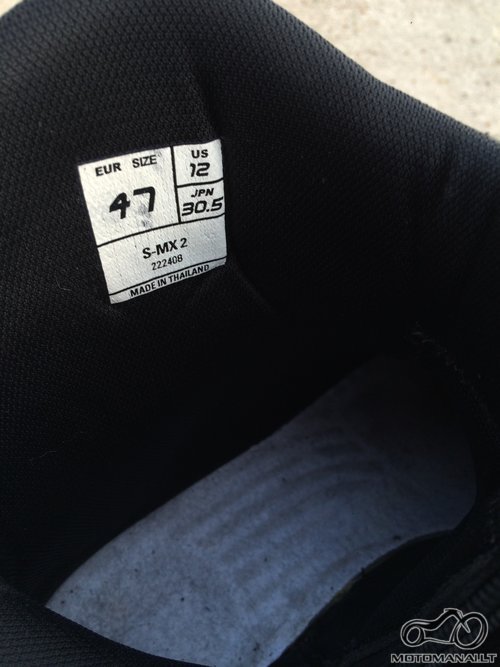 EUR SIZE
47
US
12
JPN
30.5
S-MX 2
222408
MADE IN THAILAND
MOTOMANAI.LT